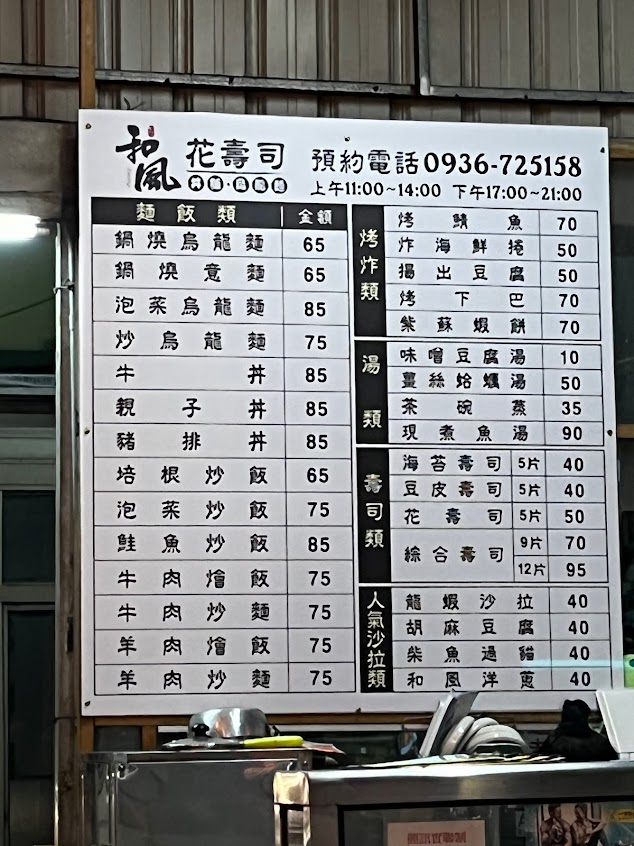 和風 花壽司 預約電話0936-725158
丼飯·烏龍麵 上午11:00~14:00 下午17:00~21:00
麵飯類 金額
鍋燒烏龍麵 65
鍋燒意麵 65
泡菜烏龍麵 85
炒烏龍麵 75
牛丼 85
親子丼 85
豬排丼 85
培根炒飯 65
泡菜炒飯 75
鮭魚炒飯 85
牛肉燴飯 75
牛肉炒麵 75
羊肉燴飯 75
羊肉炒麵 75
烤炸類
烤鯖魚 70
炸海鮮捲 50
揚出豆腐 50
烤下巴 70
紫蘇蝦餅 70
湯類
味噌豆腐湯 10
薑絲蛤蠣湯 50
茶碗蒸 35
現煮魚湯 90
壽司類
海苔壽司 5片 40
豆皮壽司 5片 40
花壽司 5片 50
綜合壽司 9片 70
12片 95
人氣沙拉類
龍蝦沙拉 40
胡麻豆腐 40
柴魚過貓 40
和風洋蔥 40